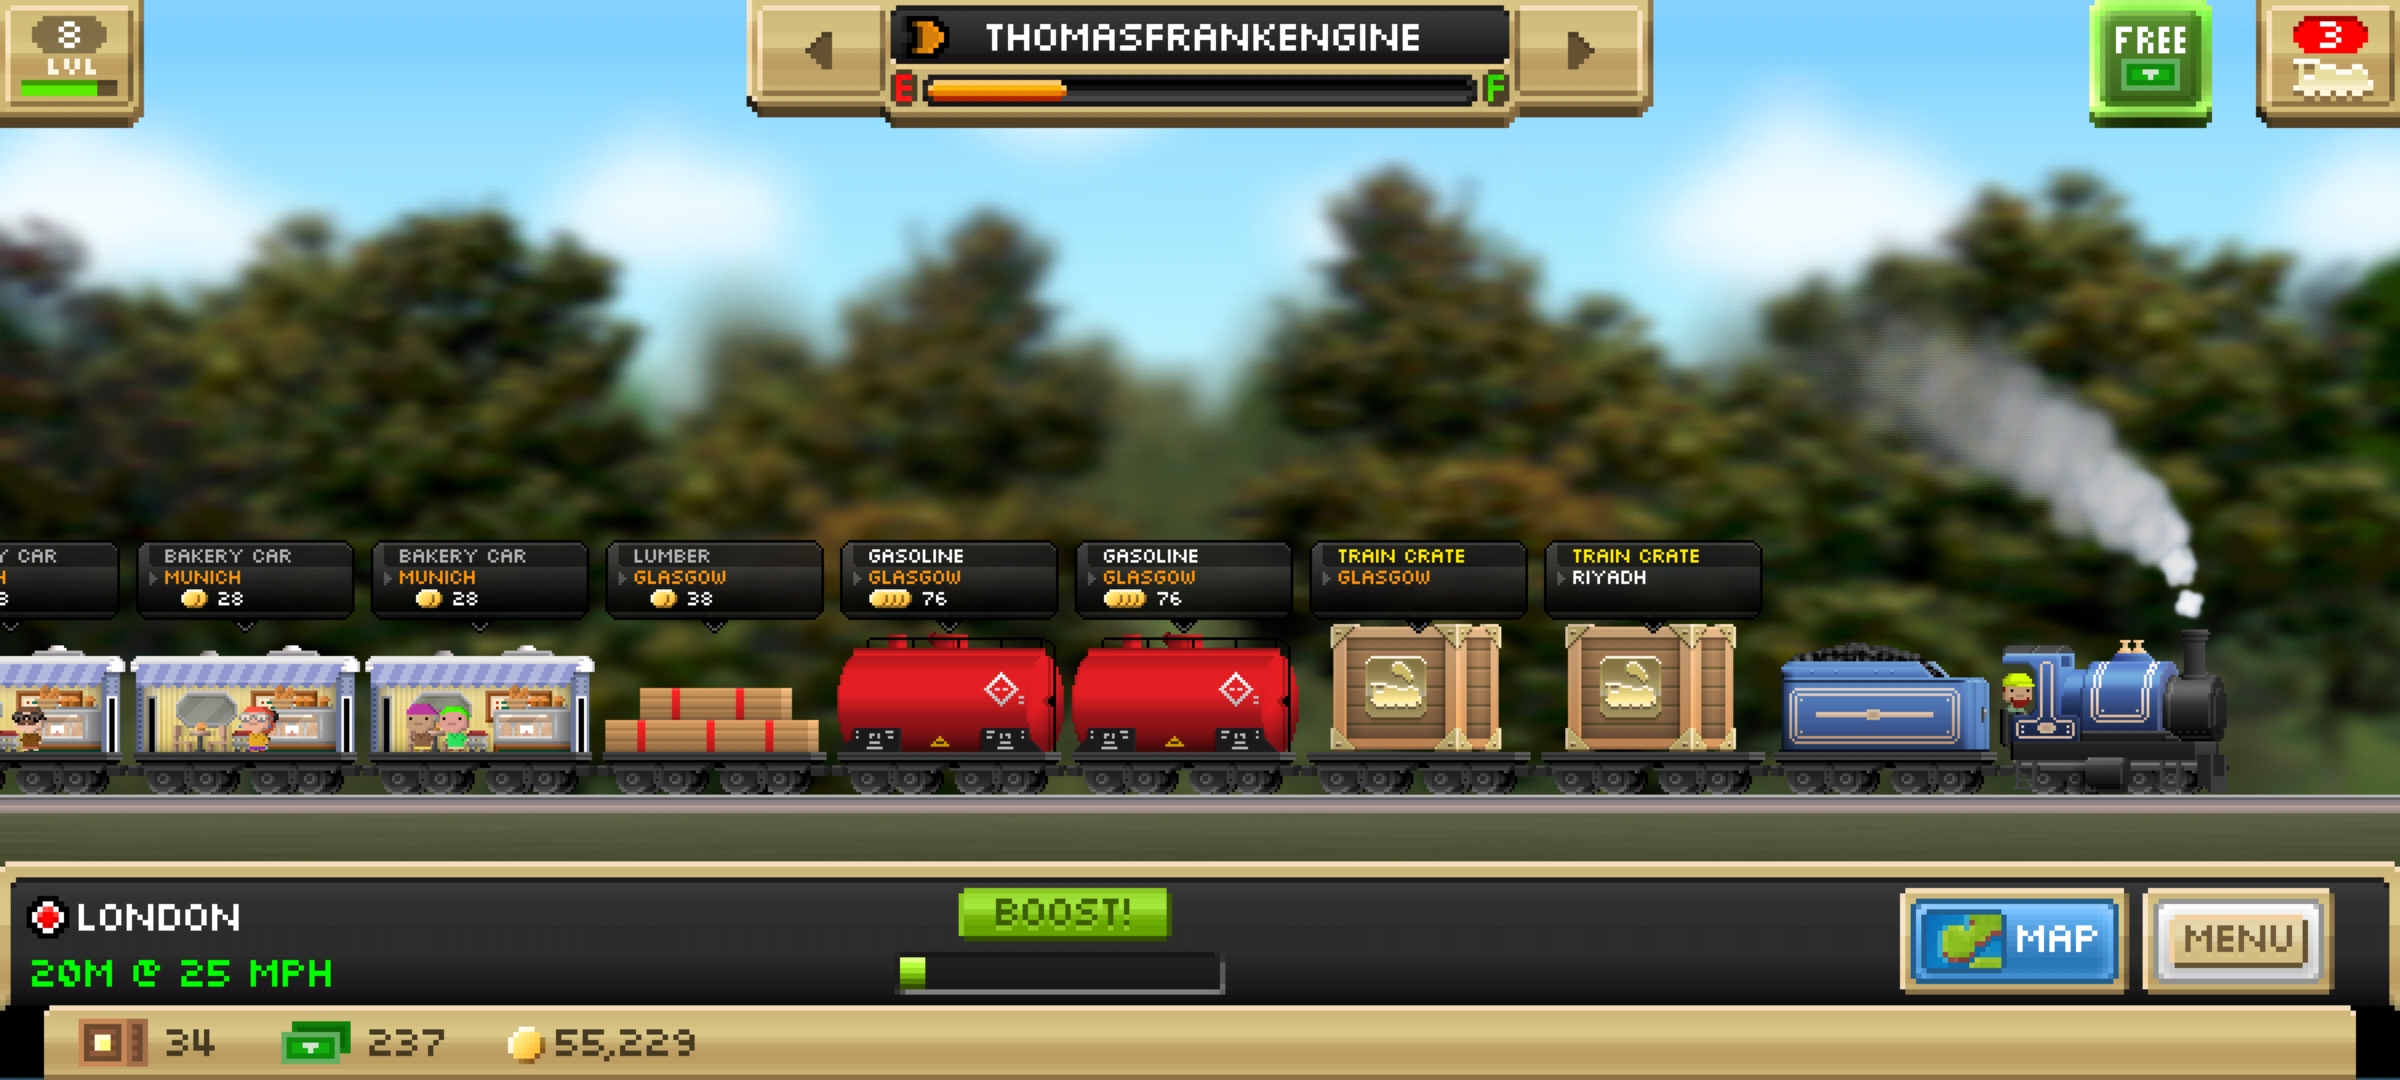 8
LVL
THOMASFRANKENGINE
E
F
FREE
3
Y CAR
BAKERY CAR
MUNICH
28
BAKERY CAR
MUNICH
28
LUMBER
GLASGOW
38
GASOLINE
GLASGOW
76
GASOLINE
GLASGOW
76
TRAIN CRATE
GLASGOW
TRAIN CRATE
RIYADH
LONDON
20M @ 25 MPH
BOOST!
MAP
MENU
34
237
55,229